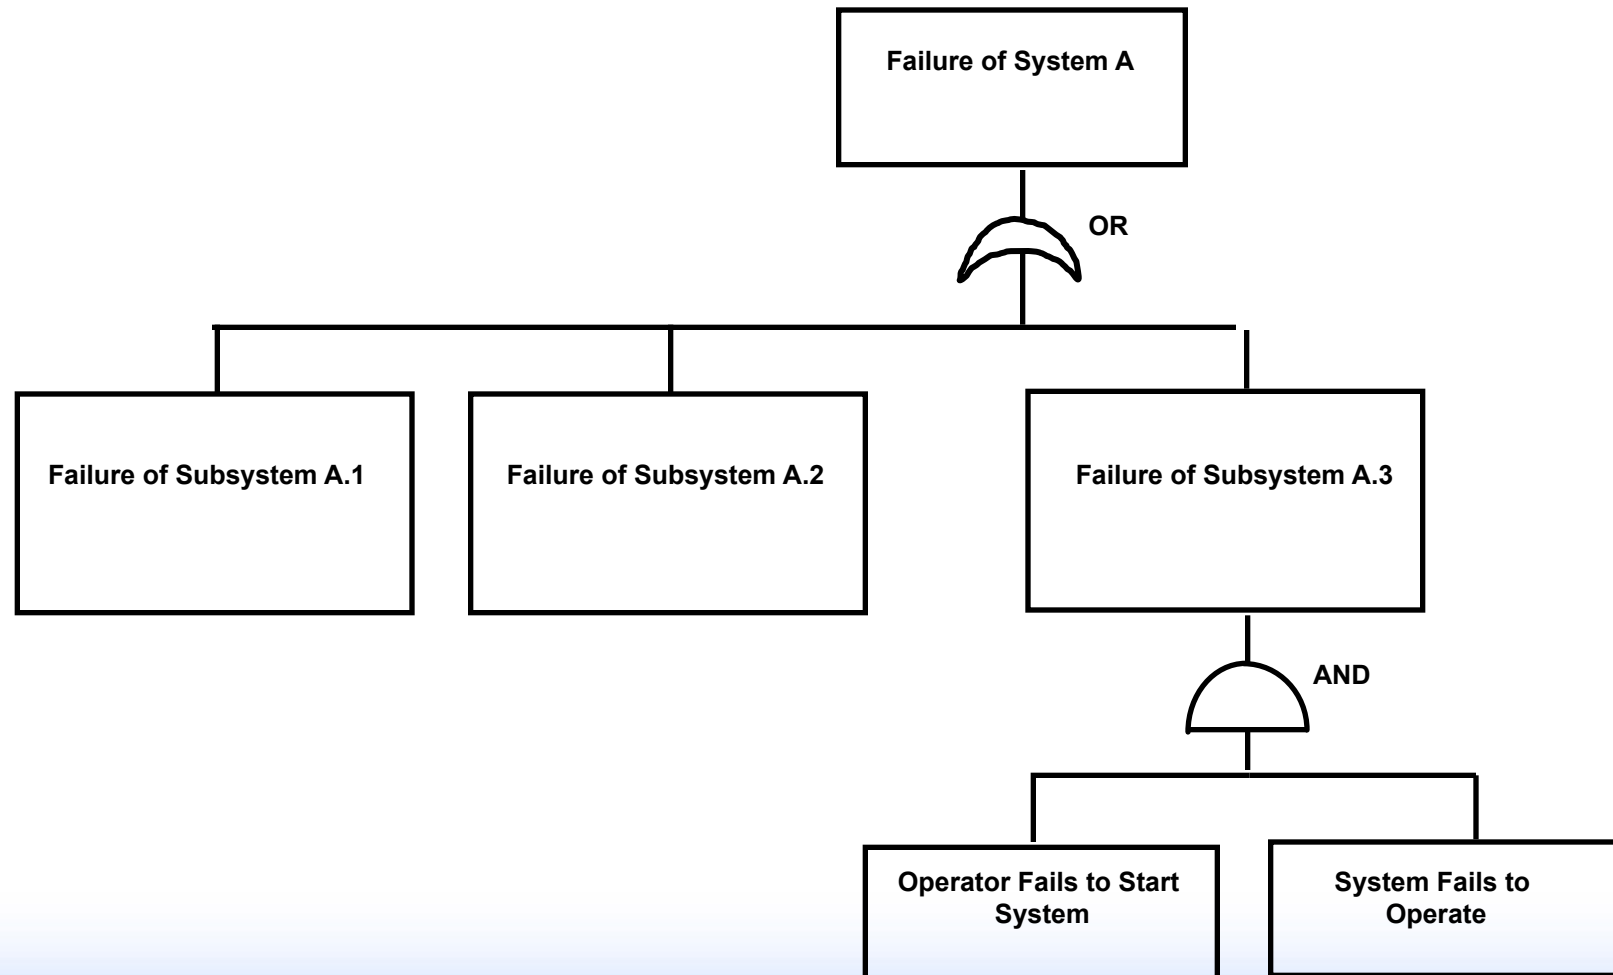 Failure of System A
OR
Failure of Subsystem A.1
Failure of Subsystem A.2
Failure of Subsystem A.3
AND
Operator Fails to Start
System
System Fails to
Operate